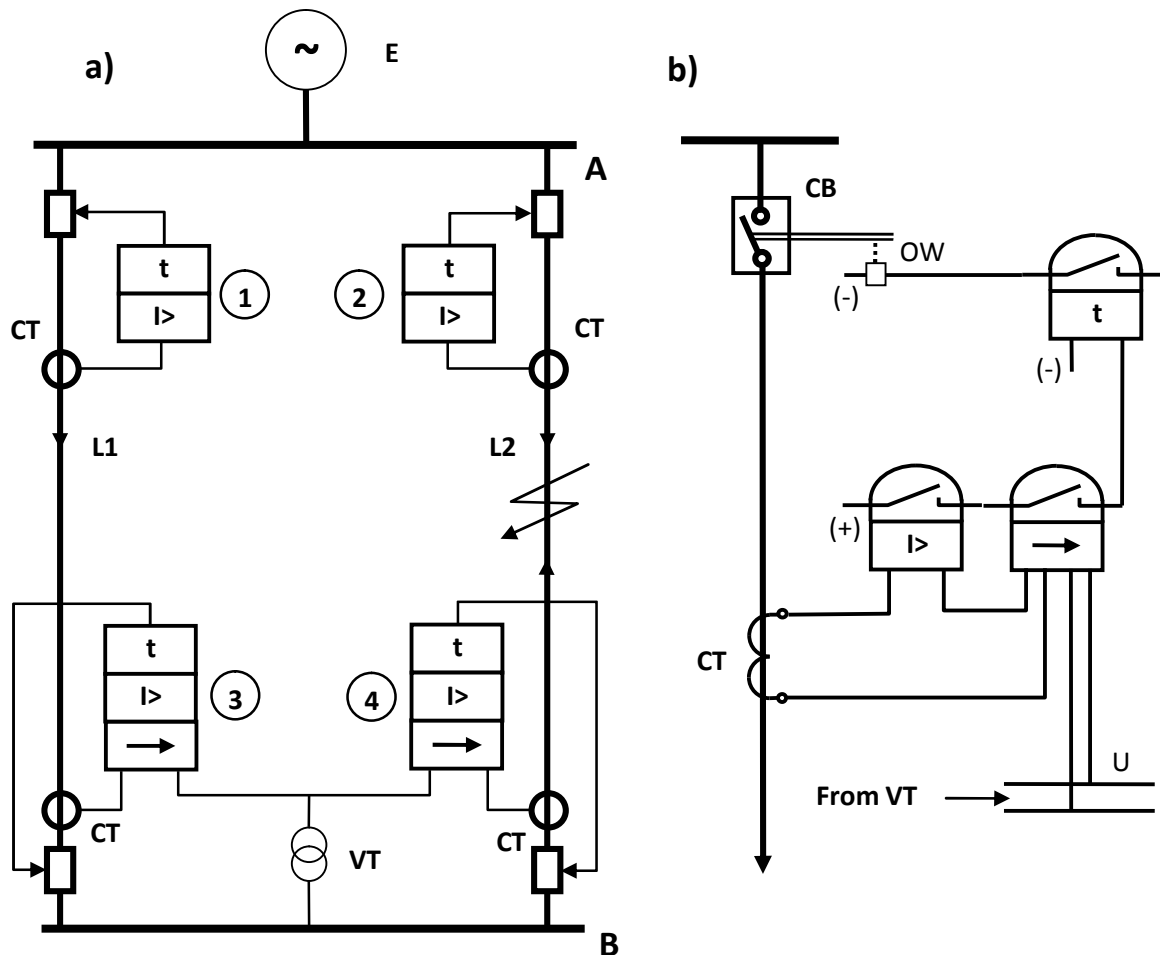 a)
~
E
A
t
I>
1
2
t
I>
CT
CT
L1
L2
t
I>
3
4
t
I>
CT
VT
CT
B
b)
CB
OW
(-)
t
(-)
(+)
I>
CT
U
From VT